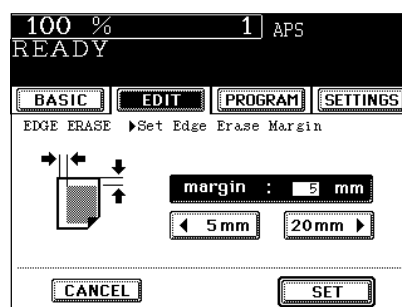 100 % 1 APS
READY
BASIC EDIT PROGRAM SETTINGS
EDGE ERASE ▶Set Edge Erase Margin
margin : 5 mm
◀ 5mm 20mm ▶
CANCEL SET